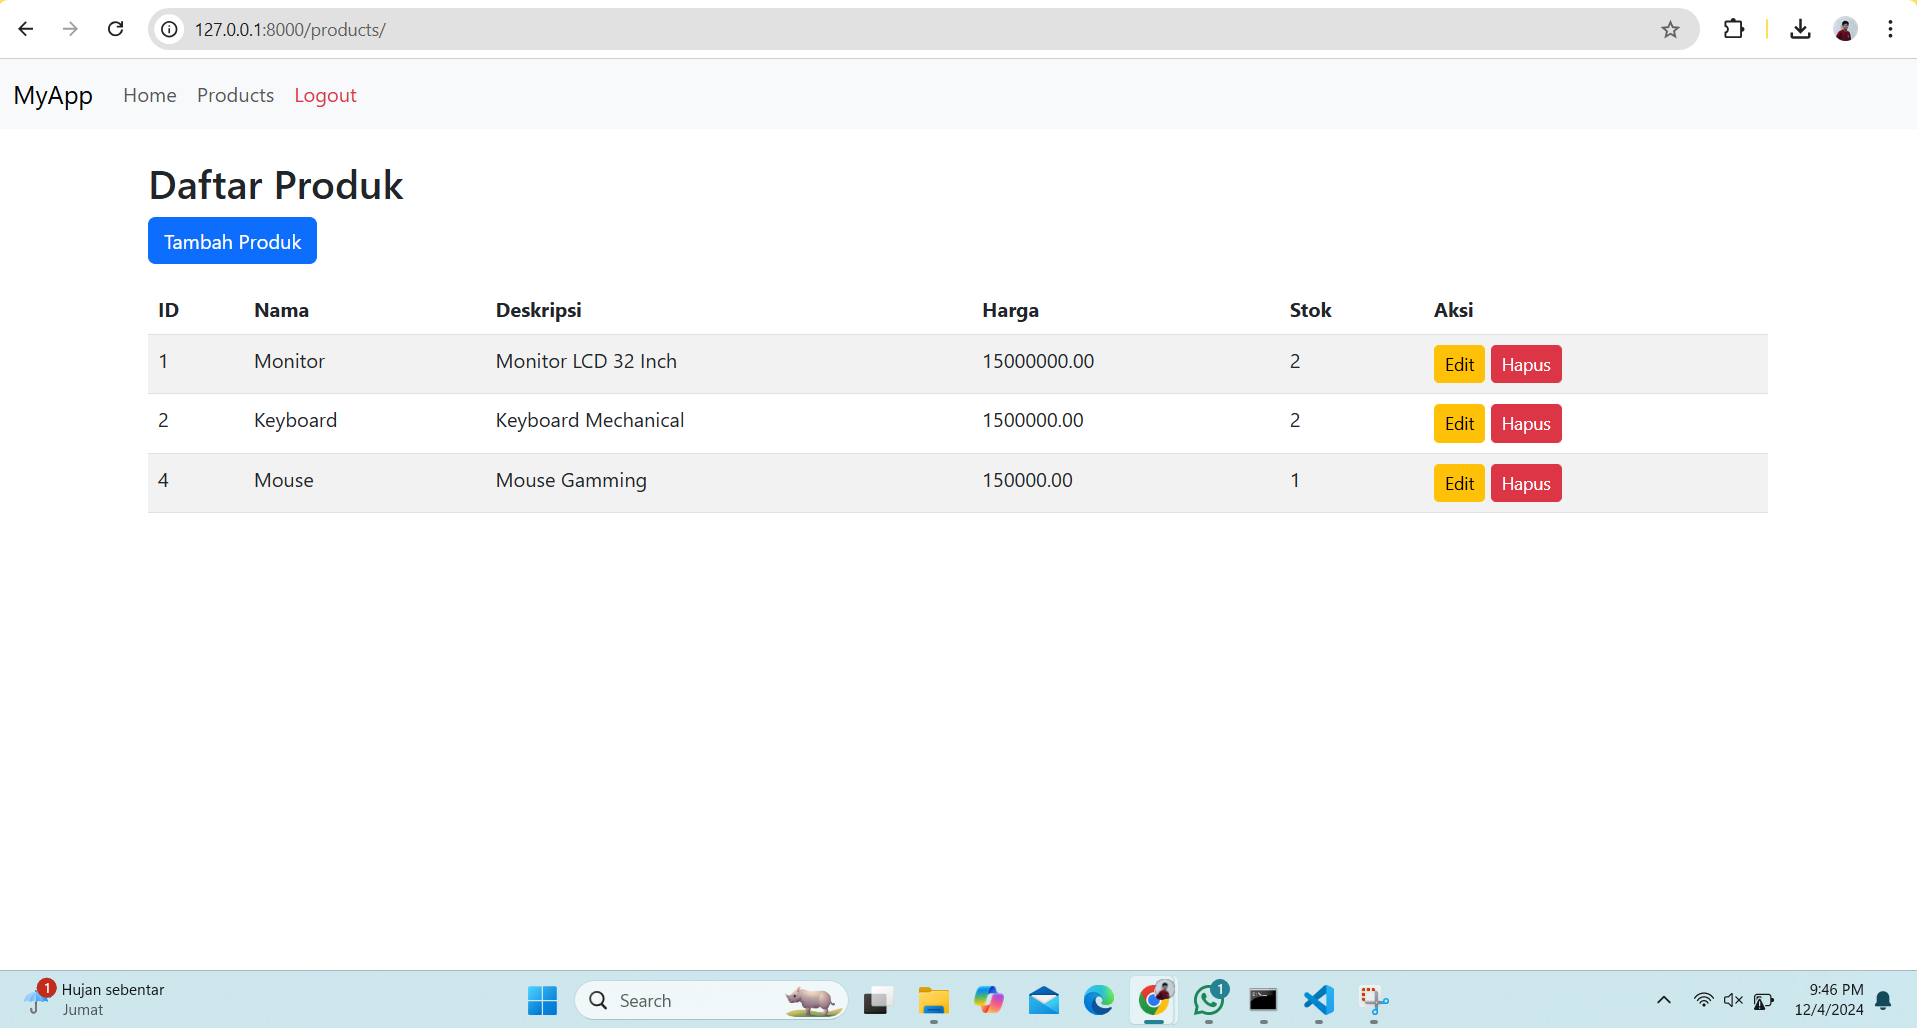 127.0.0.1:8000/products/
MyApp Home Products Logout
Daftar Produk
Tambah Produk
ID Nama Deskripsi Harga Stok Aksi
1 Monitor Monitor LCD 32 Inch 15000000.00 2 Edit Hapus
2 Keyboard Keyboard Mechanical 1500000.00 2 Edit Hapus
4 Mouse Mouse Gamming 150000.00 1 Edit Hapus
1 Hujan sebentar
Jumat
Search
1
9:46 PM
12/4/2024